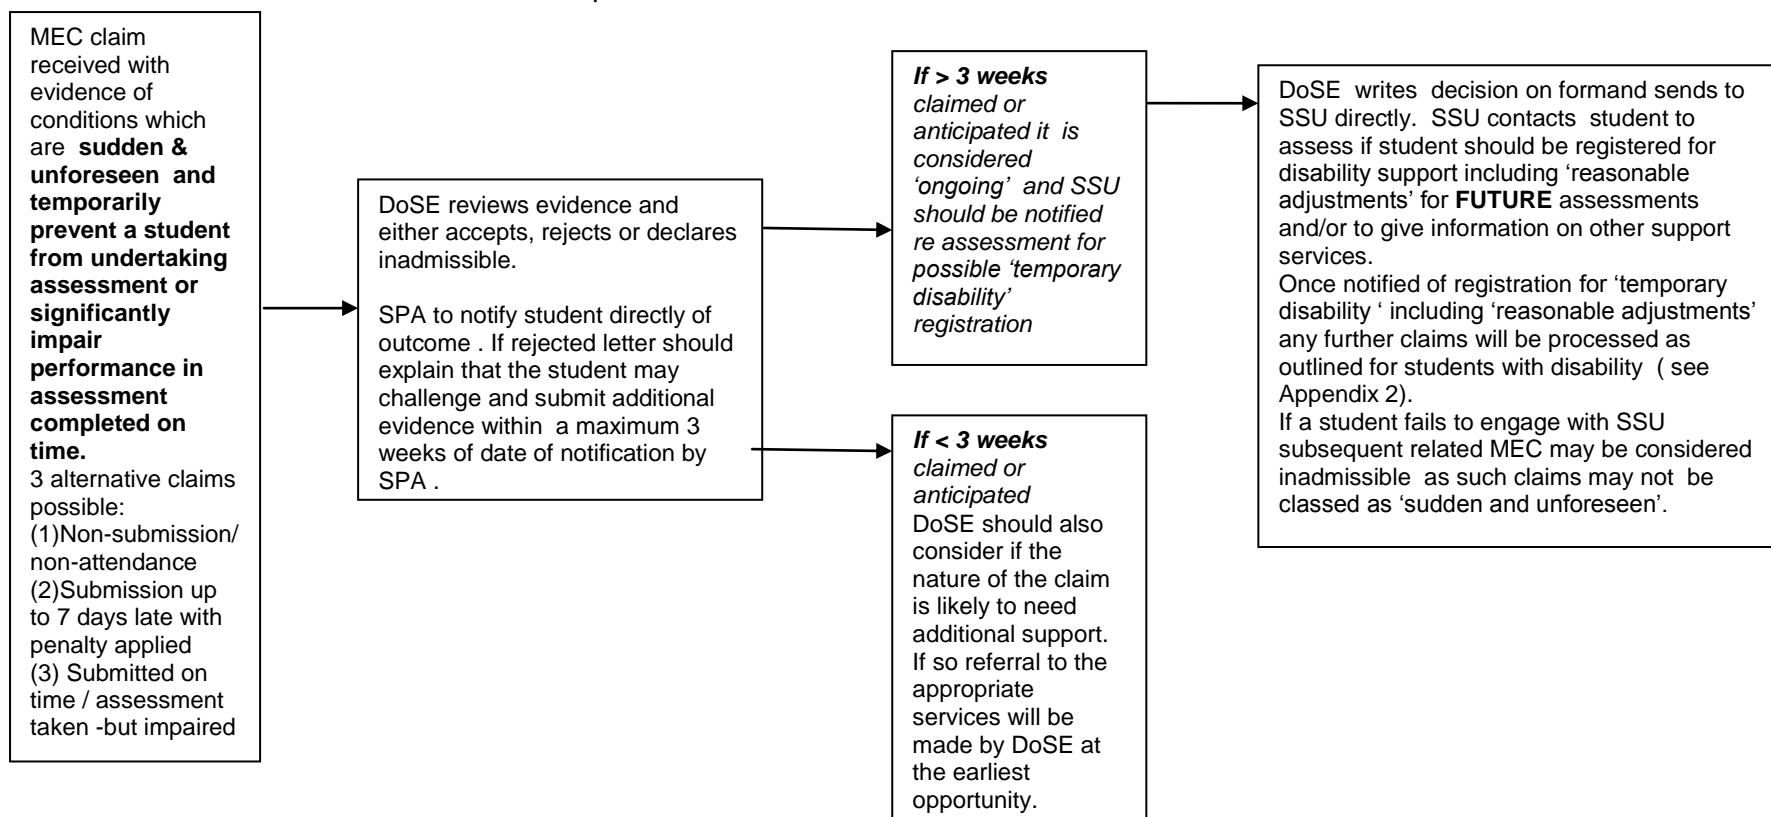 MEC claim
received with
evidence of
conditions which
are sudden &
unforeseen and
temporarily
prevent a student
from undertaking
assessment or
significantly
impair
performance in
assessment
completed on
time.
3 alternative claims
possible:
(1)Non-submission/
non-attendance
(2)Submission up
to 7 days late with
penalty applied
(3) Submitted on
time / assessment
taken -but impaired
DoSE reviews evidence and
either accepts, rejects or declares
inadmissible.
SPA to notify student directly of
outcome . If rejected letter should
explain that the student may
challenge and submit additional
evidence within a maximum 3
weeks of date of notification by
SPA .
If > 3 weeks
claimed or
anticipated it is
considered
‘ongoing’ and SSU
should be notified
re assessment for
possible ‘temporary
disability’
registration
If < 3 weeks
claimed or
anticipated
DoSE should also
consider if the
nature of the claim
is likely to need
additional support.
If so referral to the
appropriate
services will be
made by DoSE at
the earliest
opportunity.
DoSE writes decision on formand sends to
SSU directly. SSU contacts student to
assess if student should be registered for
disability support including ‘reasonable
adjustments’ for FUTURE assessments
and/or to give information on other support
services.
Once notified of registration for ‘temporary
disability ‘ including ‘reasonable adjustments’
any further claims will be processed as
outlined for students with disability ( see
Appendix 2).
If a student fails to engage with SSU
subsequent related MEC may be considered
inadmissible as such claims may not be
classed as ‘sudden and unforeseen’.